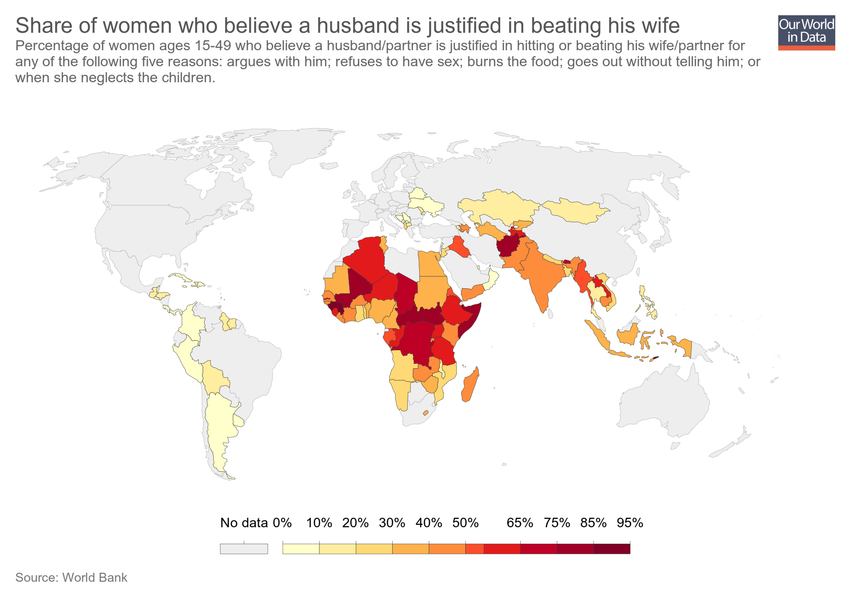 Share of women who believe a husband is justified in beating his wife
Our World
in Data
Percentage of women ages 15-49 who believe a husband/partner is justified in hitting or beating his wife/partner for
any of the following five reasons: argues with him; refuses to have sex; burns the food; goes out without telling him; or
when she neglects the children.
No data 0% 10% 20% 30% 40% 50% 65% 75% 85% 95%
Source: World Bank